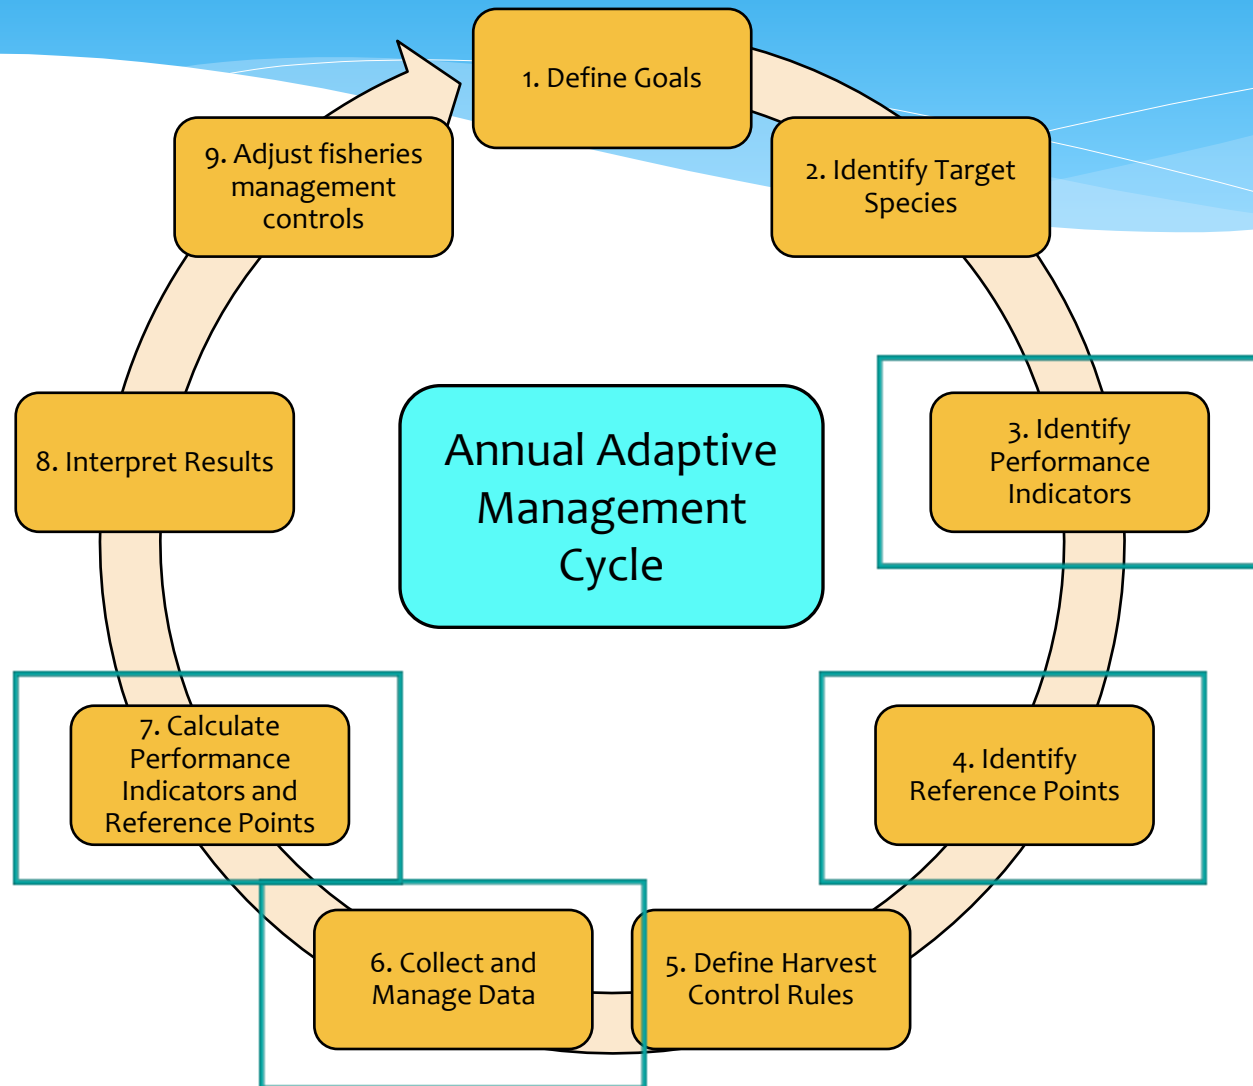 1. Define Goals
2. Identify Target
Species
3. Identify
Performance
Indicators
4. Identify
Reference Points
5. Define Harvest
Control Rules
6. Collect and
Manage Data
7. Calculate
Performance
Indicators and
Reference Points
8. Interpret Results
9. Adjust fisheries
management
controls
Annual Adaptive
Management
Cycle